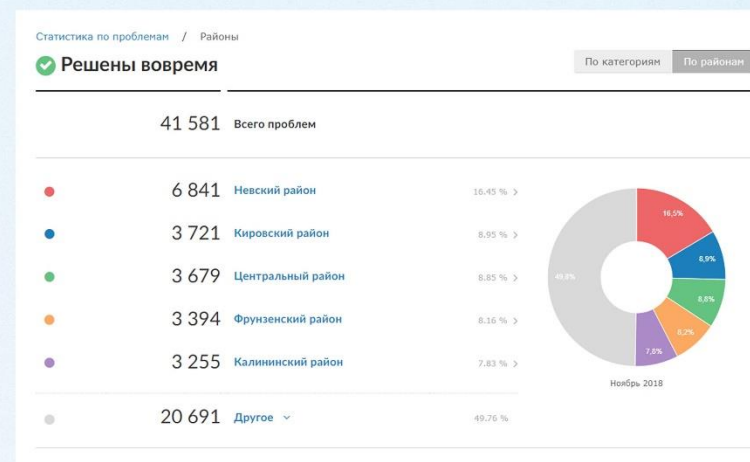 Статистика по проблемам / Районы
Решены вовремя
По категориям По районам
41 581 Всего проблем
6 841 Невский район 16.45 %
3 721 Кировский район 8.95 %
3 679 Центральный район 8.85 %
3 394 Фрунзенский район 8.16 %
3 255 Калининский район 7.83 %
20 691 Другое 49.76 %
16,5%
8,9%
8,8%
8,2%
7,8%
49,8%
Ноябрь 2018